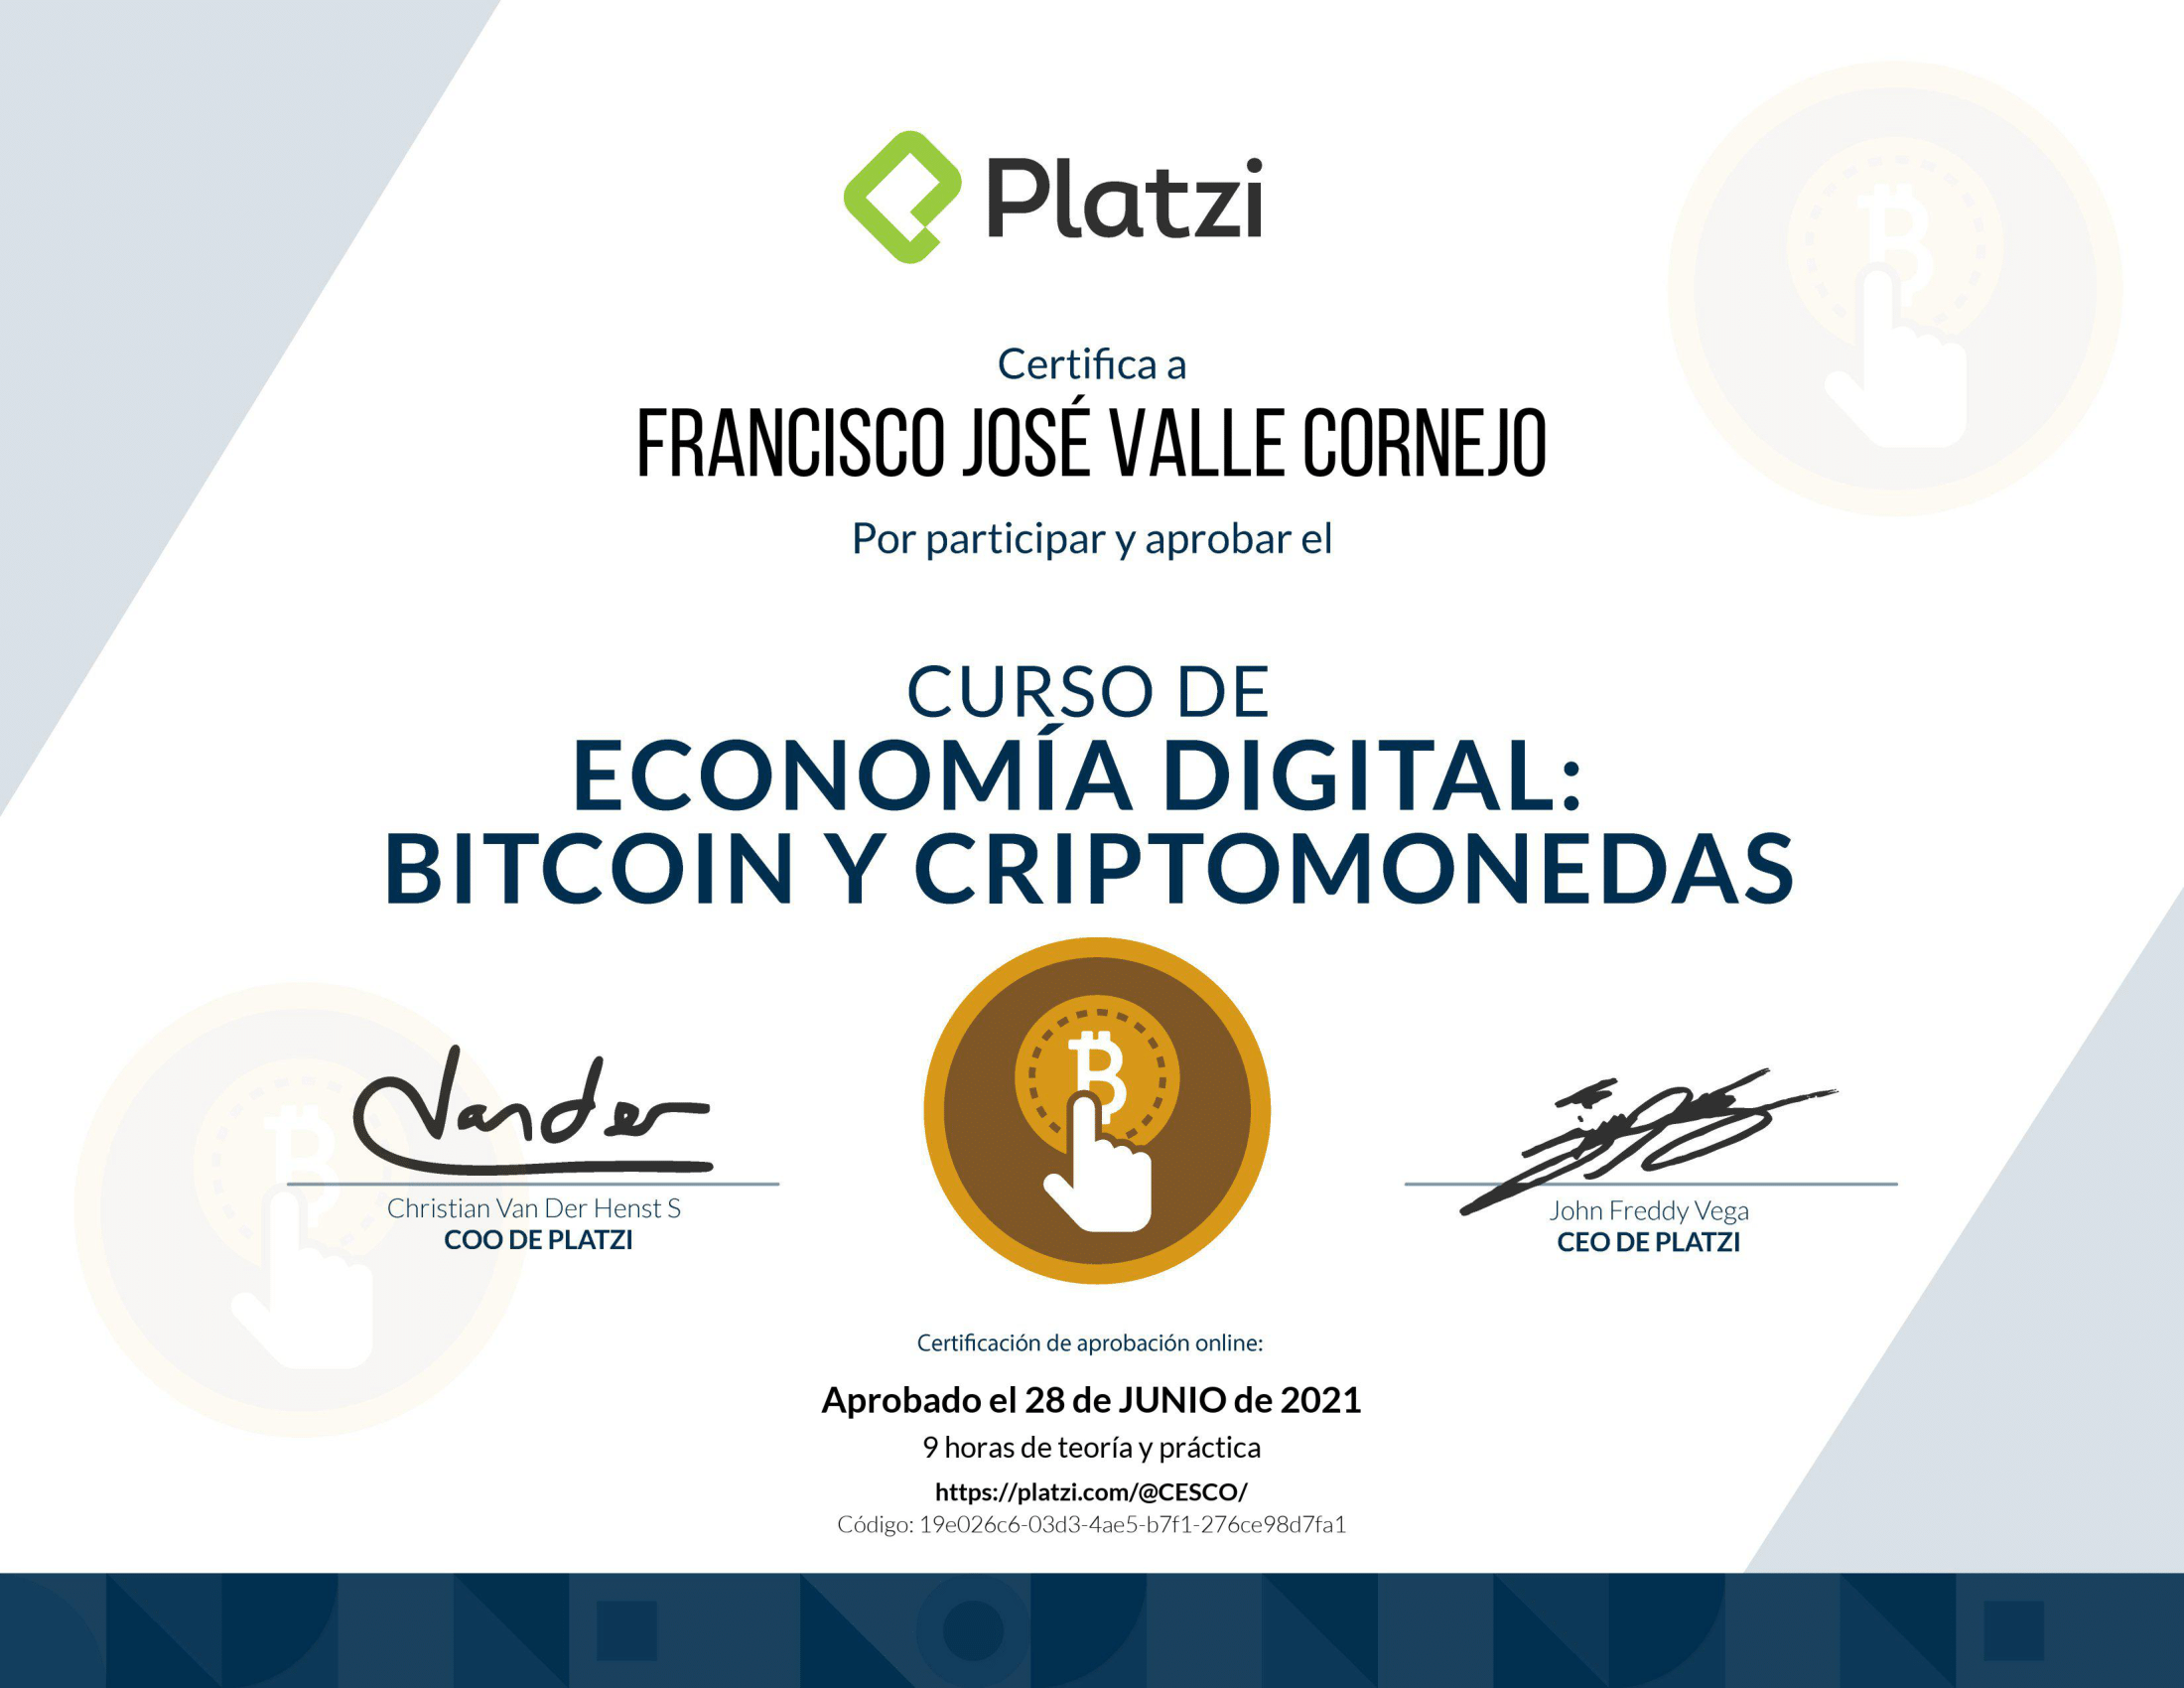 Platzi
Certifica a
FRANCISCO JOSÉ VALLE CORNEJO
Por participar y aprobar el
CURSO DE
ECONOMÍA DIGITAL:
BITCOIN Y CRIPTOMONEDAS
Vander
Christian Van Der Henst S
COO DE PLATZI
John Freddy Vega
CEO DE PLATZI
Certificación de aprobación online:
Aprobado el 28 de JUNIO de 2021
9 horas de teoría y práctica
https://platzi.com/@CESCO/
Código: 19e026c6-03d3-4ae5-b7f1-276ce98d7fa1